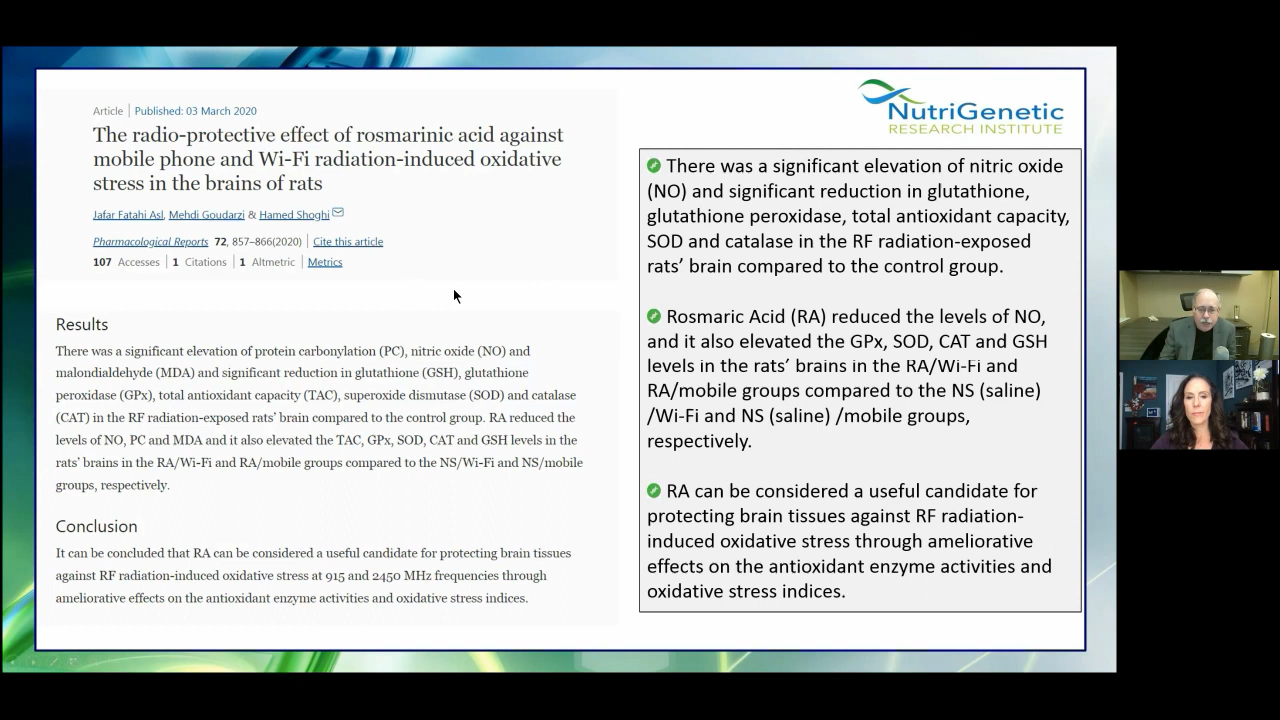 Article | Published: 03 March 2020
The radio-protective effect of rosmarinic acid against
mobile phone and Wi-Fi radiation-induced oxidative
stress in the brains of rats
Jafar Fatahi Asl, Mehdi Goudarzi & Hamed Shoghi
Pharmacological Reports 72, 857–866(2020) | Cite this article
107 Accesses | 1 Citations | 1 Altmetric | Metrics
Results
There was a significant elevation of protein carbonylation (PC), nitric oxide (NO) and
malondialdehyde (MDA) and significant reduction in glutathione (GSH), glutathione
peroxidase (GPx), total antioxidant capacity (TAC), superoxide dismutase (SOD) and catalase
(CAT) in the RF radiation-exposed rats’ brain compared to the control group. RA reduced the
levels of NO, PC and MDA and it also elevated the TAC, GPx, SOD, CAT and GSH levels in the
rats’ brains in the RA/Wi-Fi and RA/mobile groups compared to the NS/Wi-Fi and NS/mobile
groups, respectively.
Conclusion
It can be concluded that RA can be considered a useful candidate for protecting brain tissues
against RF radiation-induced oxidative stress at 915 and 2450 MHz frequencies through
ameliorative effects on the antioxidant enzyme activities and oxidative stress indices.
NutriGenetic
RESEARCH INSTITUTE
There was a significant elevation of nitric oxide
(NO) and significant reduction in glutathione,
glutathione peroxidase, total antioxidant capacity,
SOD and catalase in the RF radiation-exposed
rats’ brain compared to the control group.
Rosmaric Acid (RA) reduced the levels of NO,
and it also elevated the GPx, SOD, CAT and GSH
levels in the rats’ brains in the RA/Wi-Fi and
RA/mobile groups compared to the NS (saline)
/Wi-Fi and NS (saline) /mobile groups,
respectively.
RA can be considered a useful candidate for
protecting brain tissues against RF radiation-
induced oxidative stress through ameliorative
effects on the antioxidant enzyme activities and
oxidative stress indices.